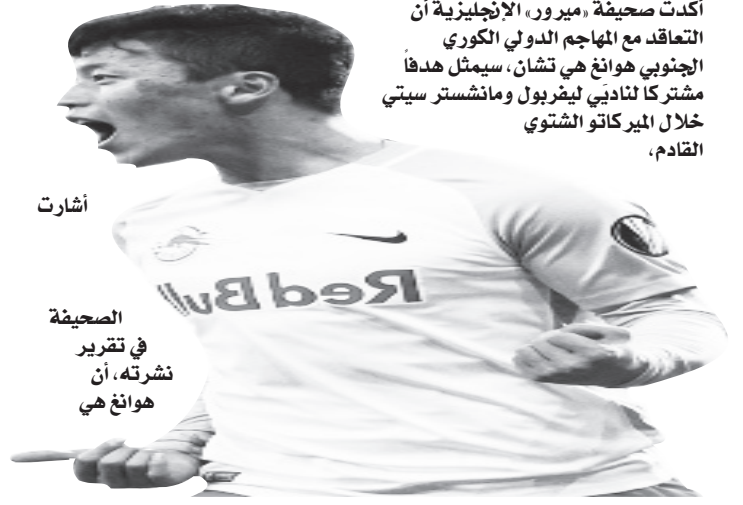 أكدت صحيفة «ميرور» الإنجليزية أن
التعاقد مع المهاجم الدولي الكوري
الجنوبي هوانغ هي تشان، سيمثل هدفاً
مشتركا لناديَي ليفربول ومانشستر سيتي
خلال الميركاتو الشتوي
القادم،
أشارت
الصحيفة
في تقرير
نشرته، أن
هوانغ هي
Red Bull